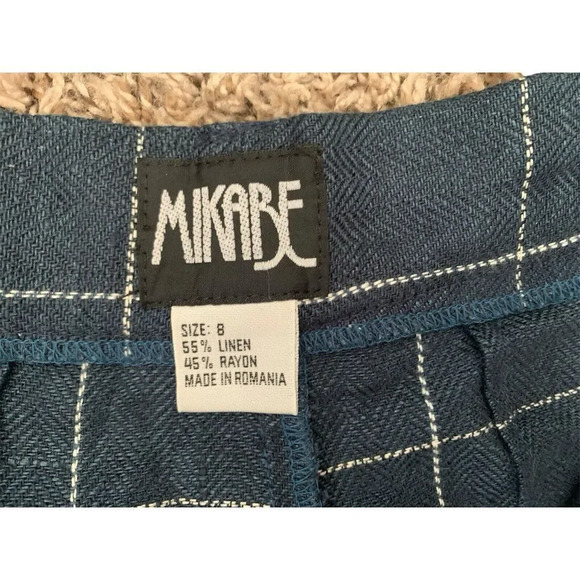 MIKABE
SIZE: 8
55% LINEN
45% RAYON
MADE IN ROMANIA